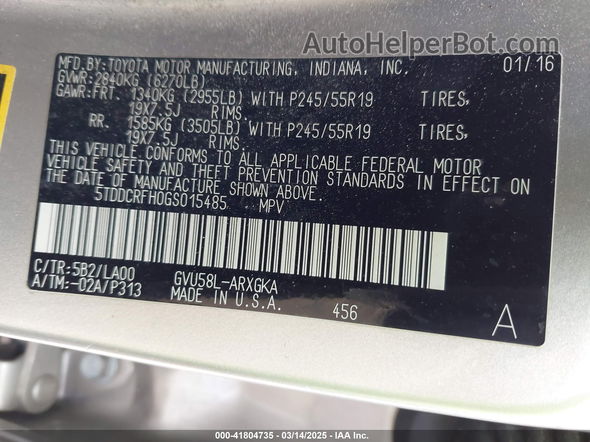 AutoHelperBot.com
MFD.BY: TOYOTA MOTOR MANUFACTURING, INDIANA, INC. 01/16
GVWR: 2840KG (6270LB)
GAWR: FRT. 1340KG (2955LB) WITH P245/55R19 TIRES,
19X7.5J RIMS.
RR. 1585KG (3505LB) WITH P245/55R19 TIRES,
19X7.5J RIMS.
THIS VEHICLE CONFORMS TO ALL APPLICABLE FEDERAL MOTOR
VEHICLE SAFETY AND THEFT PREVENTION STANDARDS IN EFFECT ON
THE DATE OF MANUFACTURE SHOWN ABOVE.
5TDDCRFH0GS015485 MPV
C/TR:5B2/LA00 GVU58L-ARXGKA
A/TM:-02A/P313 MADE IN U.S.A. 456
A
000-41804735 - 03/14/2025 - IAA Inc.